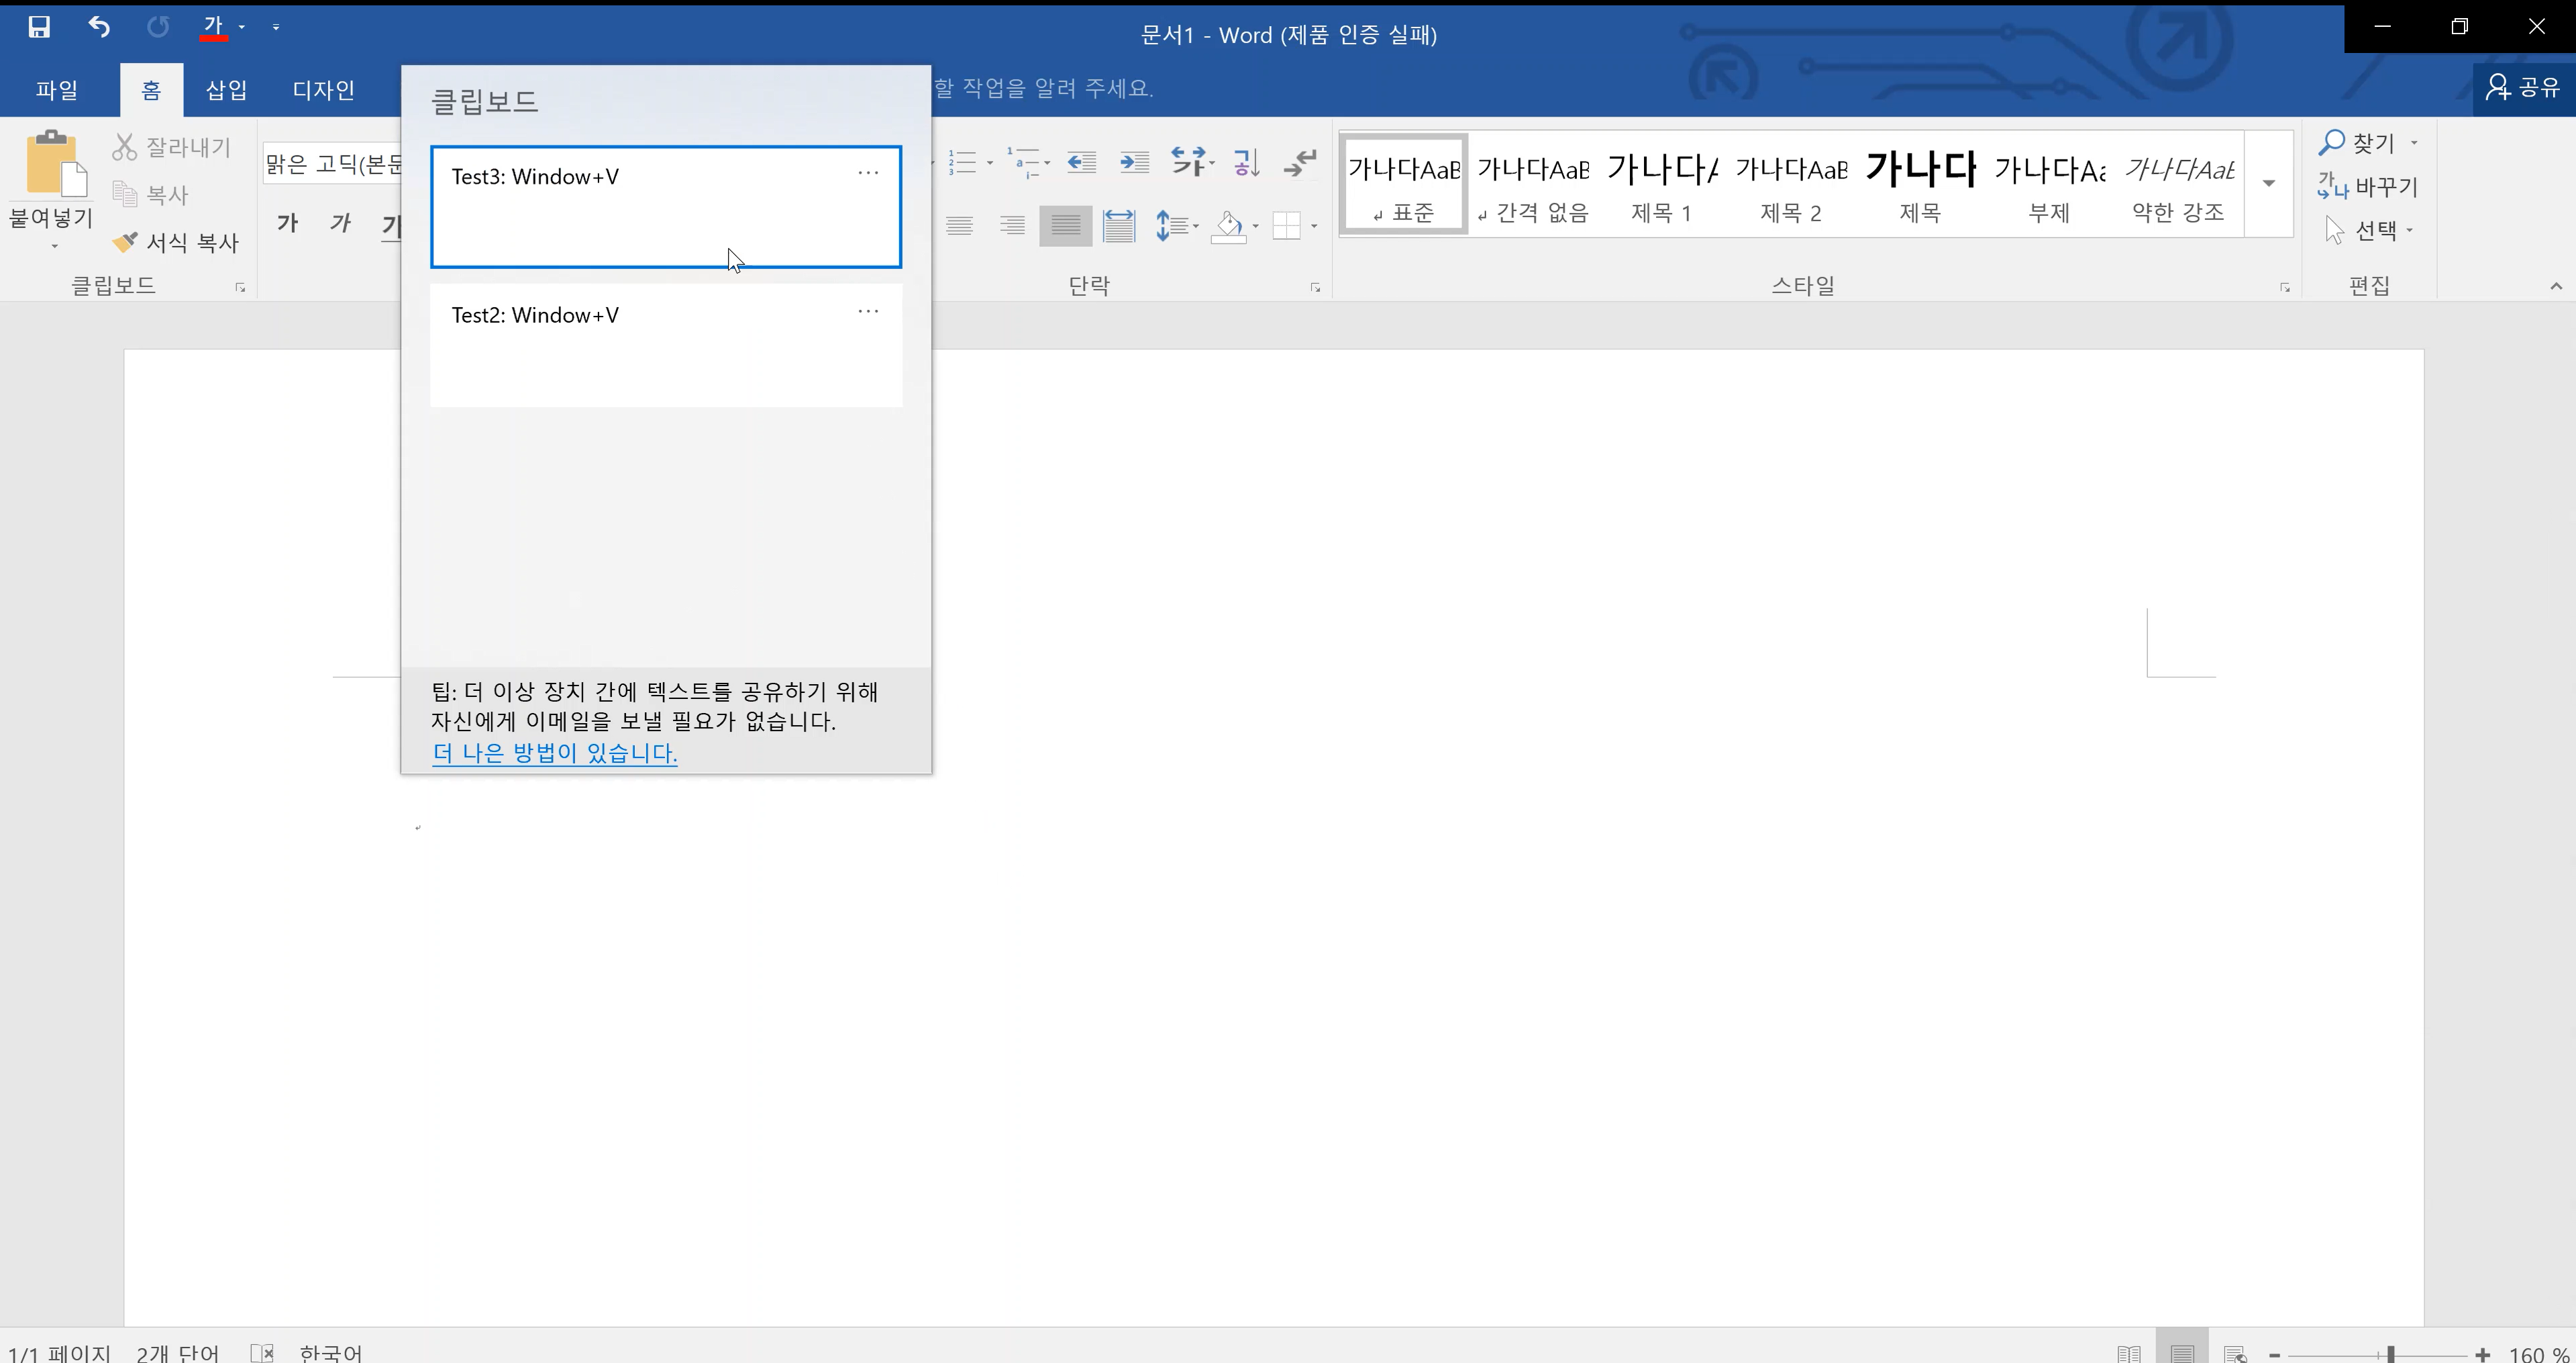 가
문서1 - Word (제품 인증 실패)
파일 홈 삽입 디자인
할 작업을 알려 주세요.
공유
붙여넣기
잘라내기
복사
서식 복사
클립보드
맑은 고딕(본문
가 가 가
클립보드
Test3: Window+V
Test2: Window+V
팁: 더 이상 장치 간에 텍스트를 공유하기 위해
자신에게 이메일을 보낼 필요가 없습니다.
더 나은 방법이 있습니다.
단락
가나다AaB 가나다AaB 가나다A 가나다AaB 가나다 가나다Aa 가나다AaB
표준 간격 없음 제목 1 제목 2 제목 부제 약한 강조
스타일
찾기
바꾸기
선택
편집
1/1 페이지 2개 단어 한국어
160 %